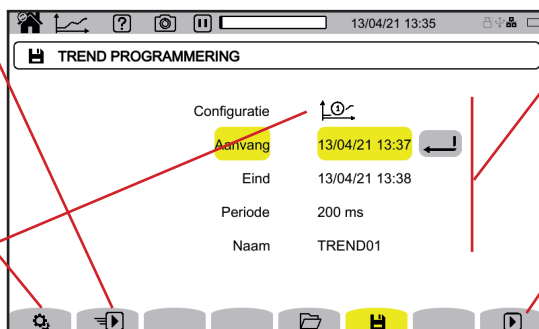 ? 13/04/21 13:35
TREND PROGRAMMERING
Configuratie 1
Aanvang 13/04/21 13:37
Eind 13/04/21 13:38
Periode 200 ms
Naam TREND01